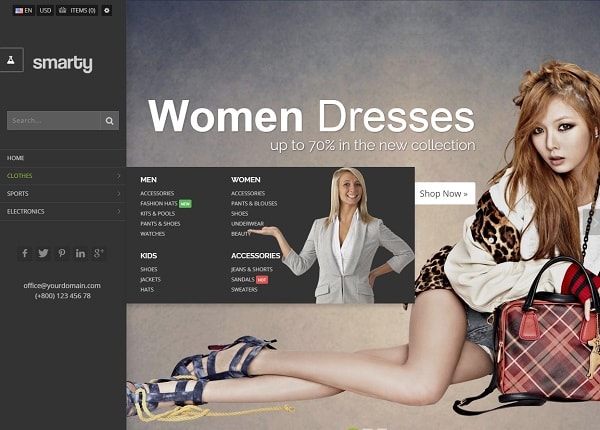 EN USD ITEMS (0)
smarty
Search...
HOME
CLOTHES
SPORTS
ELECTRONICS
office@yourdomain.com
(+800) 123 456 78
Women Dresses
up to 70% in the new collection
Shop Now »
MEN
ACCESSORIES
FASHION HATS NEW
KITS & POOLS
PANTS & SHOES
WATCHES
WOMEN
ACCESSORIES
PANTS & BLOUSES
SHOES
UNDERWEAR
BEAUTY
KIDS
SHOES
JACKETS
HATS
ACCESSORIES
JEANS & SHORTS
SANDALS HOT
SWEATERS